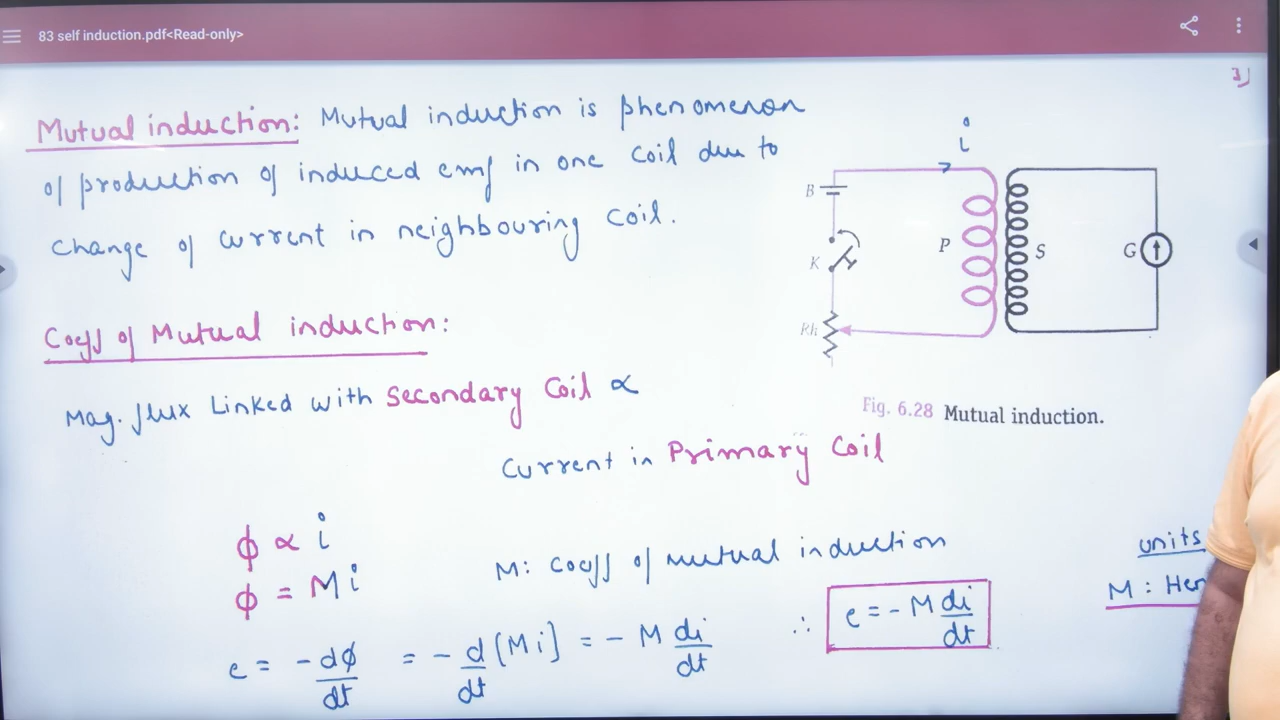 83 self induction.pdf<Read-only>
Mutual induction: Mutual induction is phenomenon
of production of induced emf in one coil due to
change of current in neighbouring coil.
i
B
K
Rh
P
S
G
Fig. 6.28 Mutual induction.
Coeff of Mutual induction:
Mag. flux Linked with Secondary Coil ∝
Current in Primary Coil
ϕ ∝ i
ϕ = Mi
M: Coeff of mutual induction
units
M : Hen
e = -dϕ/dt = - d/dt (Mi) = - M di/dt
∴ e = - M di/dt